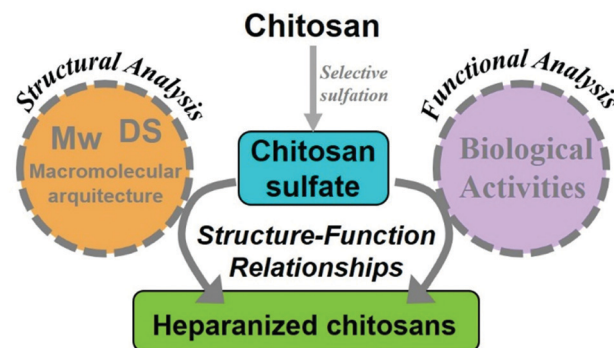 Chitosan
Selective
sulfation
Structural Analysis
Mw DS
Macromolecular
arquitecture
Chitosan
sulfate
Functional Analysis
Biological
Activities
Structure-Function
Relationships
Heparanized chitosans